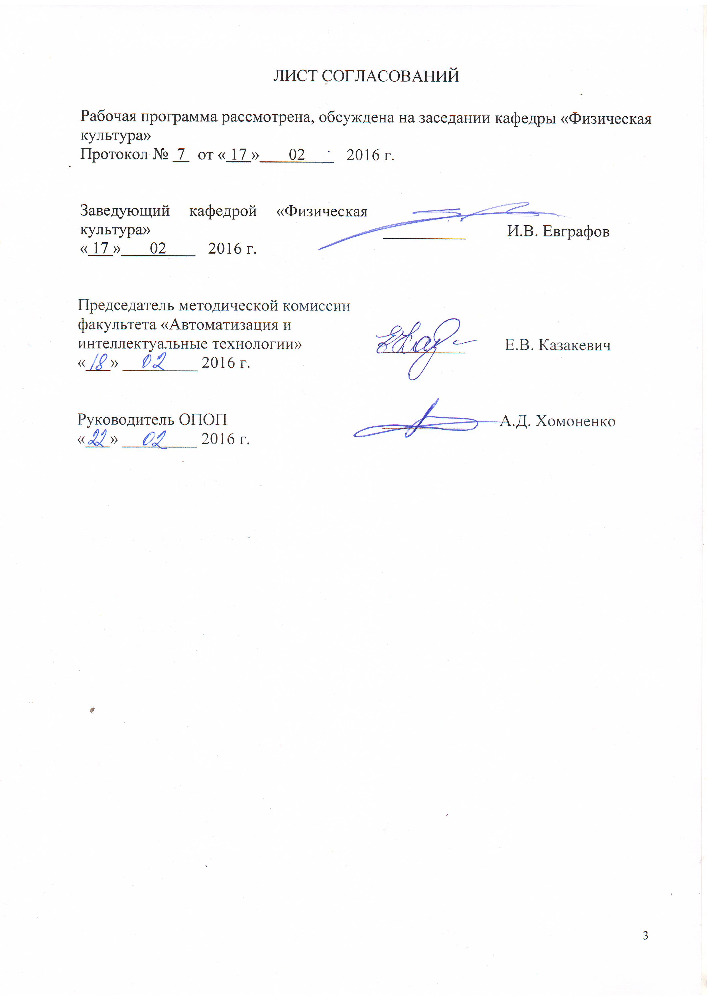 ЛИСТ СОГЛАСОВАНИЙ
Рабочая программа рассмотрена, обсуждена на заседании кафедры «Физическая
культура»
Протокол № 7 от « 17 » 02 2016 г.
Заведующий кафедрой «Физическая
культура» И.В. Евграфов
« 17 » 02 2016 г.
Председатель методической комиссии
факультета «Автоматизация и
интеллектуальные технологии» Е.В. Казакевич
«18» 02 2016 г.
Руководитель ОПОП А.Д. Хомоненко
«22» 02 2016 г.
3